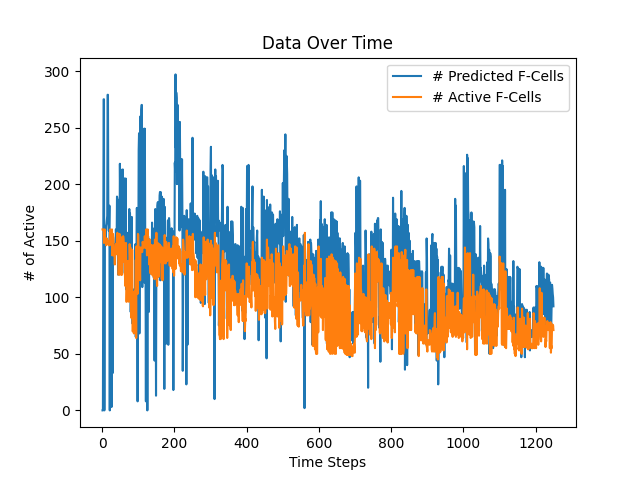 Data Over Time
# Predicted F-Cells
# Active F-Cells
# of Active
300
250
200
150
100
50
0
0 200 400 600 800 1000 1200
Time Steps